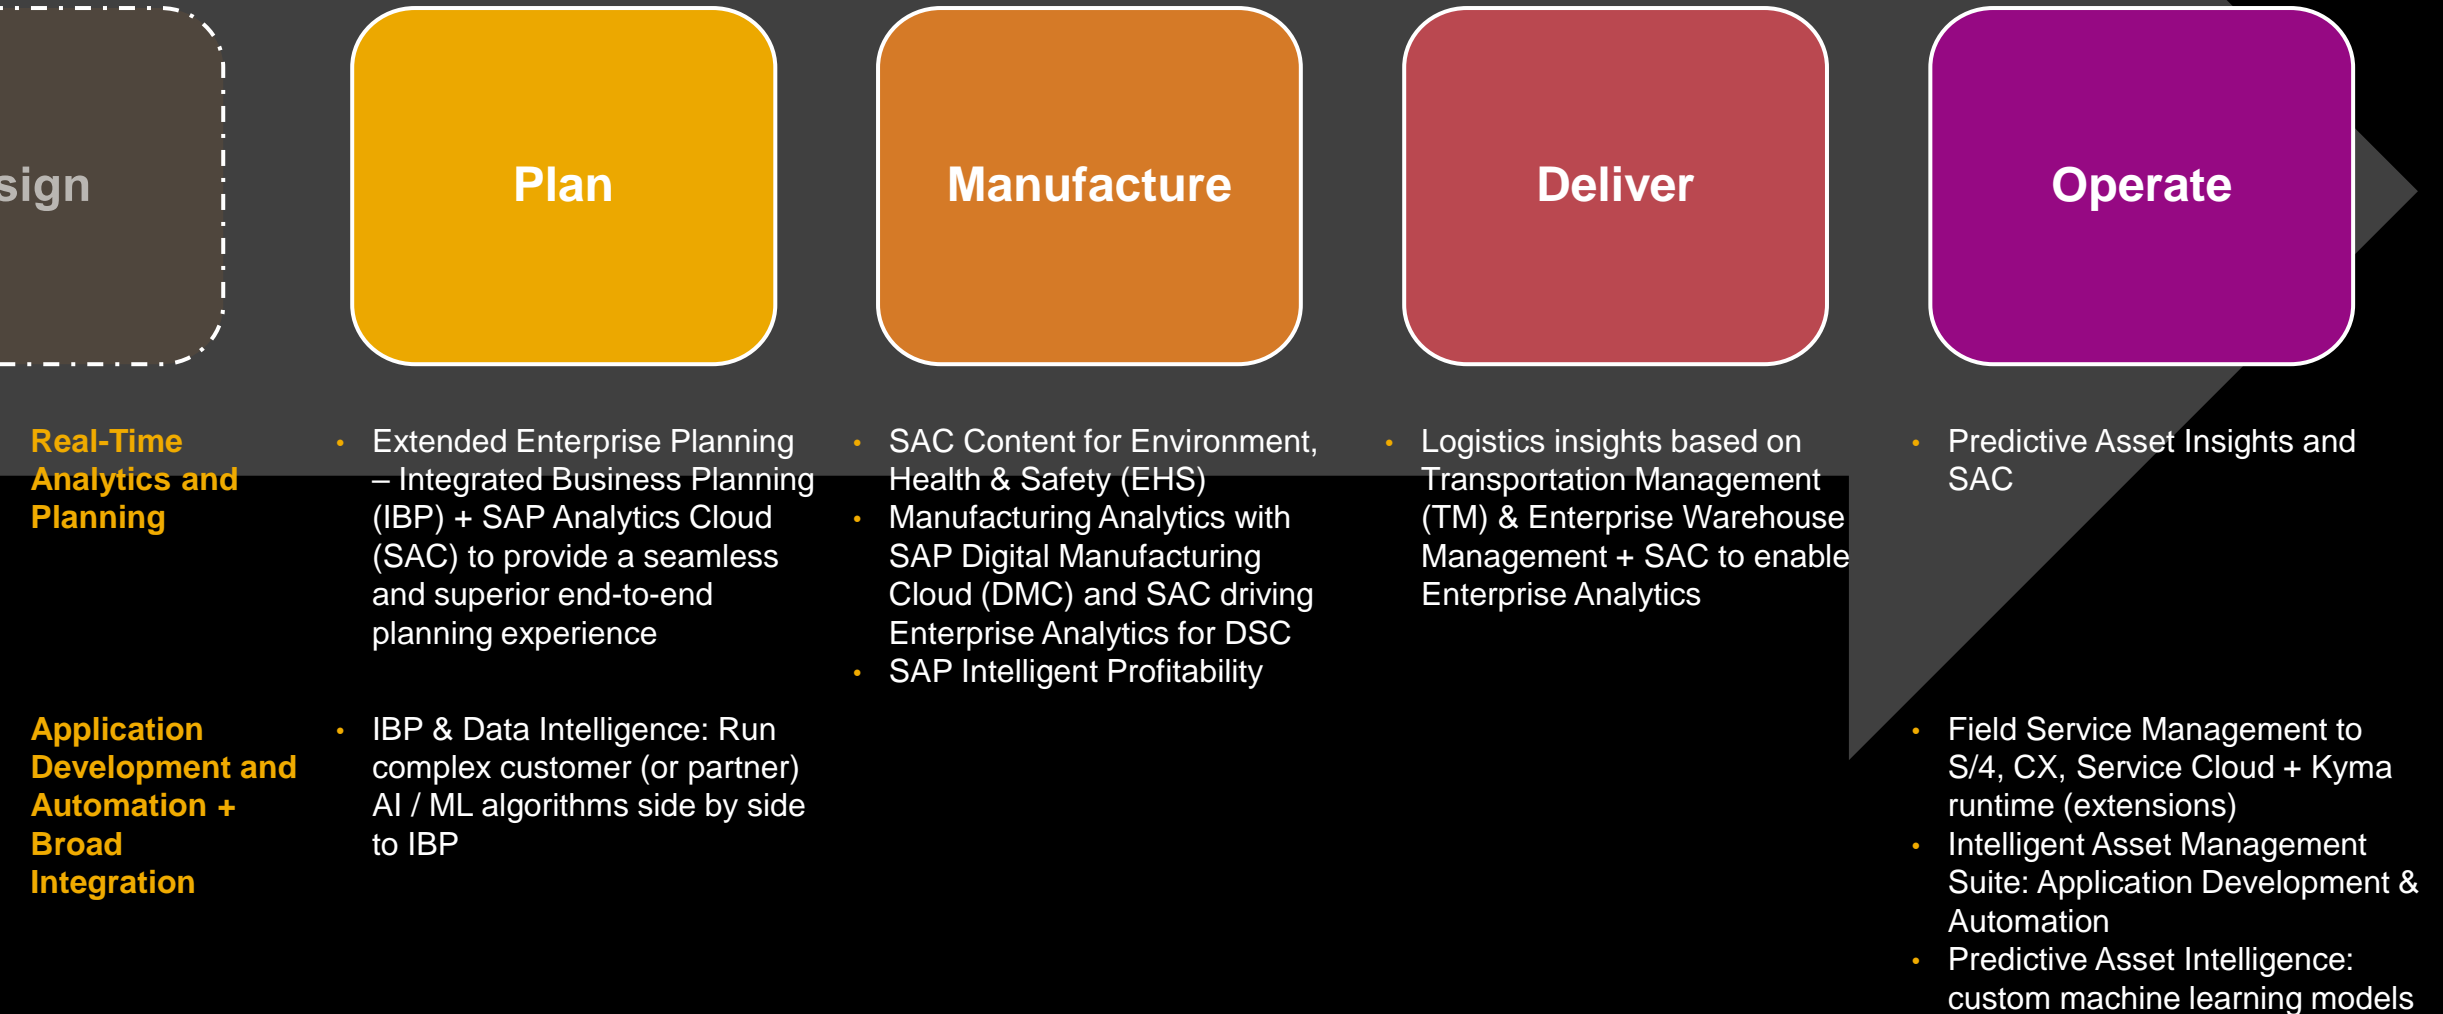 sign
Plan
Manufacture
Deliver
Operate
Real-Time
Analytics and
Planning
• Extended Enterprise Planning
– Integrated Business Planning
(IBP) + SAP Analytics Cloud
(SAC) to provide a seamless
and superior end-to-end
planning experience
• SAC Content for Environment,
Health & Safety (EHS)
• Manufacturing Analytics with
SAP Digital Manufacturing
Cloud (DMC) and SAC driving
Enterprise Analytics for DSC
• SAP Intelligent Profitability
• Logistics insights based on
Transportation Management
(TM) & Enterprise Warehouse
Management + SAC to enable
Enterprise Analytics
• Predictive Asset Insights and
SAC
Application
Development and
Automation +
Broad
Integration
• IBP & Data Intelligence: Run
complex customer (or partner)
AI / ML algorithms side by side
to IBP
• Field Service Management to
S/4, CX, Service Cloud + Kyma
runtime (extensions)
• Intelligent Asset Management
Suite: Application Development &
Automation
• Predictive Asset Intelligence:
custom machine learning models